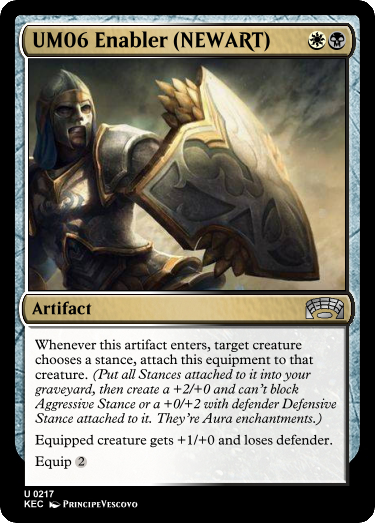 UM06 Enabler (NEWART)
Artifact
Whenever this artifact enters, target creature
chooses a stance, attach this equipment to that
creature. (Put all Stances attached to it into your
graveyard, then create a +2/+0 and can't block
Aggressive Stance or a +0/+2 with defender Defensive
Stance attached to it. They're Aura enchantments.)
Equipped creature gets +1/+0 and loses defender.
Equip 2
U 0217
KEC PrincipeVescovo